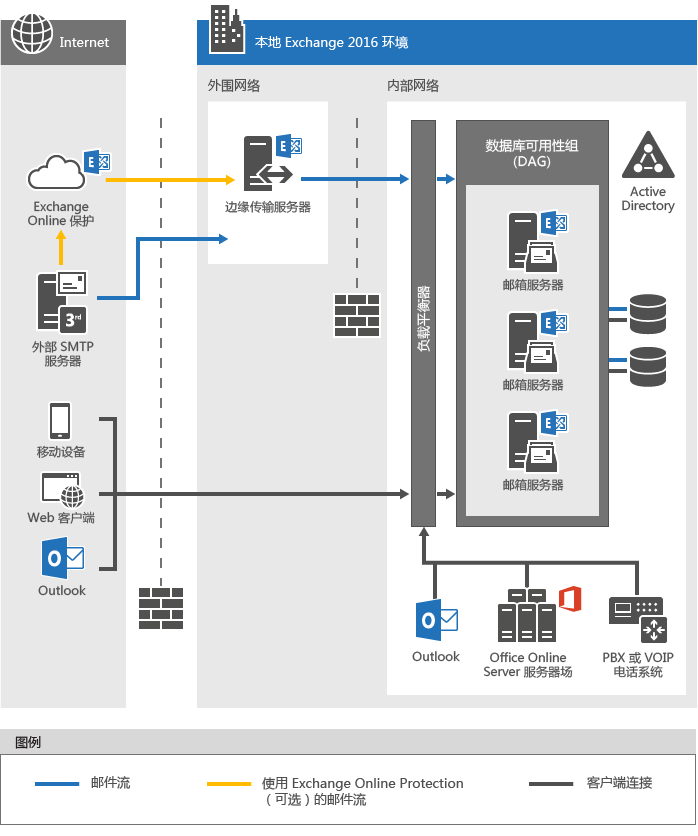 Internet
本地 Exchange 2016 环境
外围网络
内部网络
E
Exchange
Online 保护
E
边缘传输服务器
数据库可用性组
(DAG)
Active
Directory
E
邮箱服务器
3rd
外部 SMTP
服务器
负载平衡器
E
邮箱服务器
移动设备
E
邮箱服务器
Web 客户端
O
Outlook
O
Outlook
Office Online
Server 服务器场
PBX 或 VOIP
电话系统
图例
邮件流
使用 Exchange Online Protection
（可选）的邮件流
客户端连接